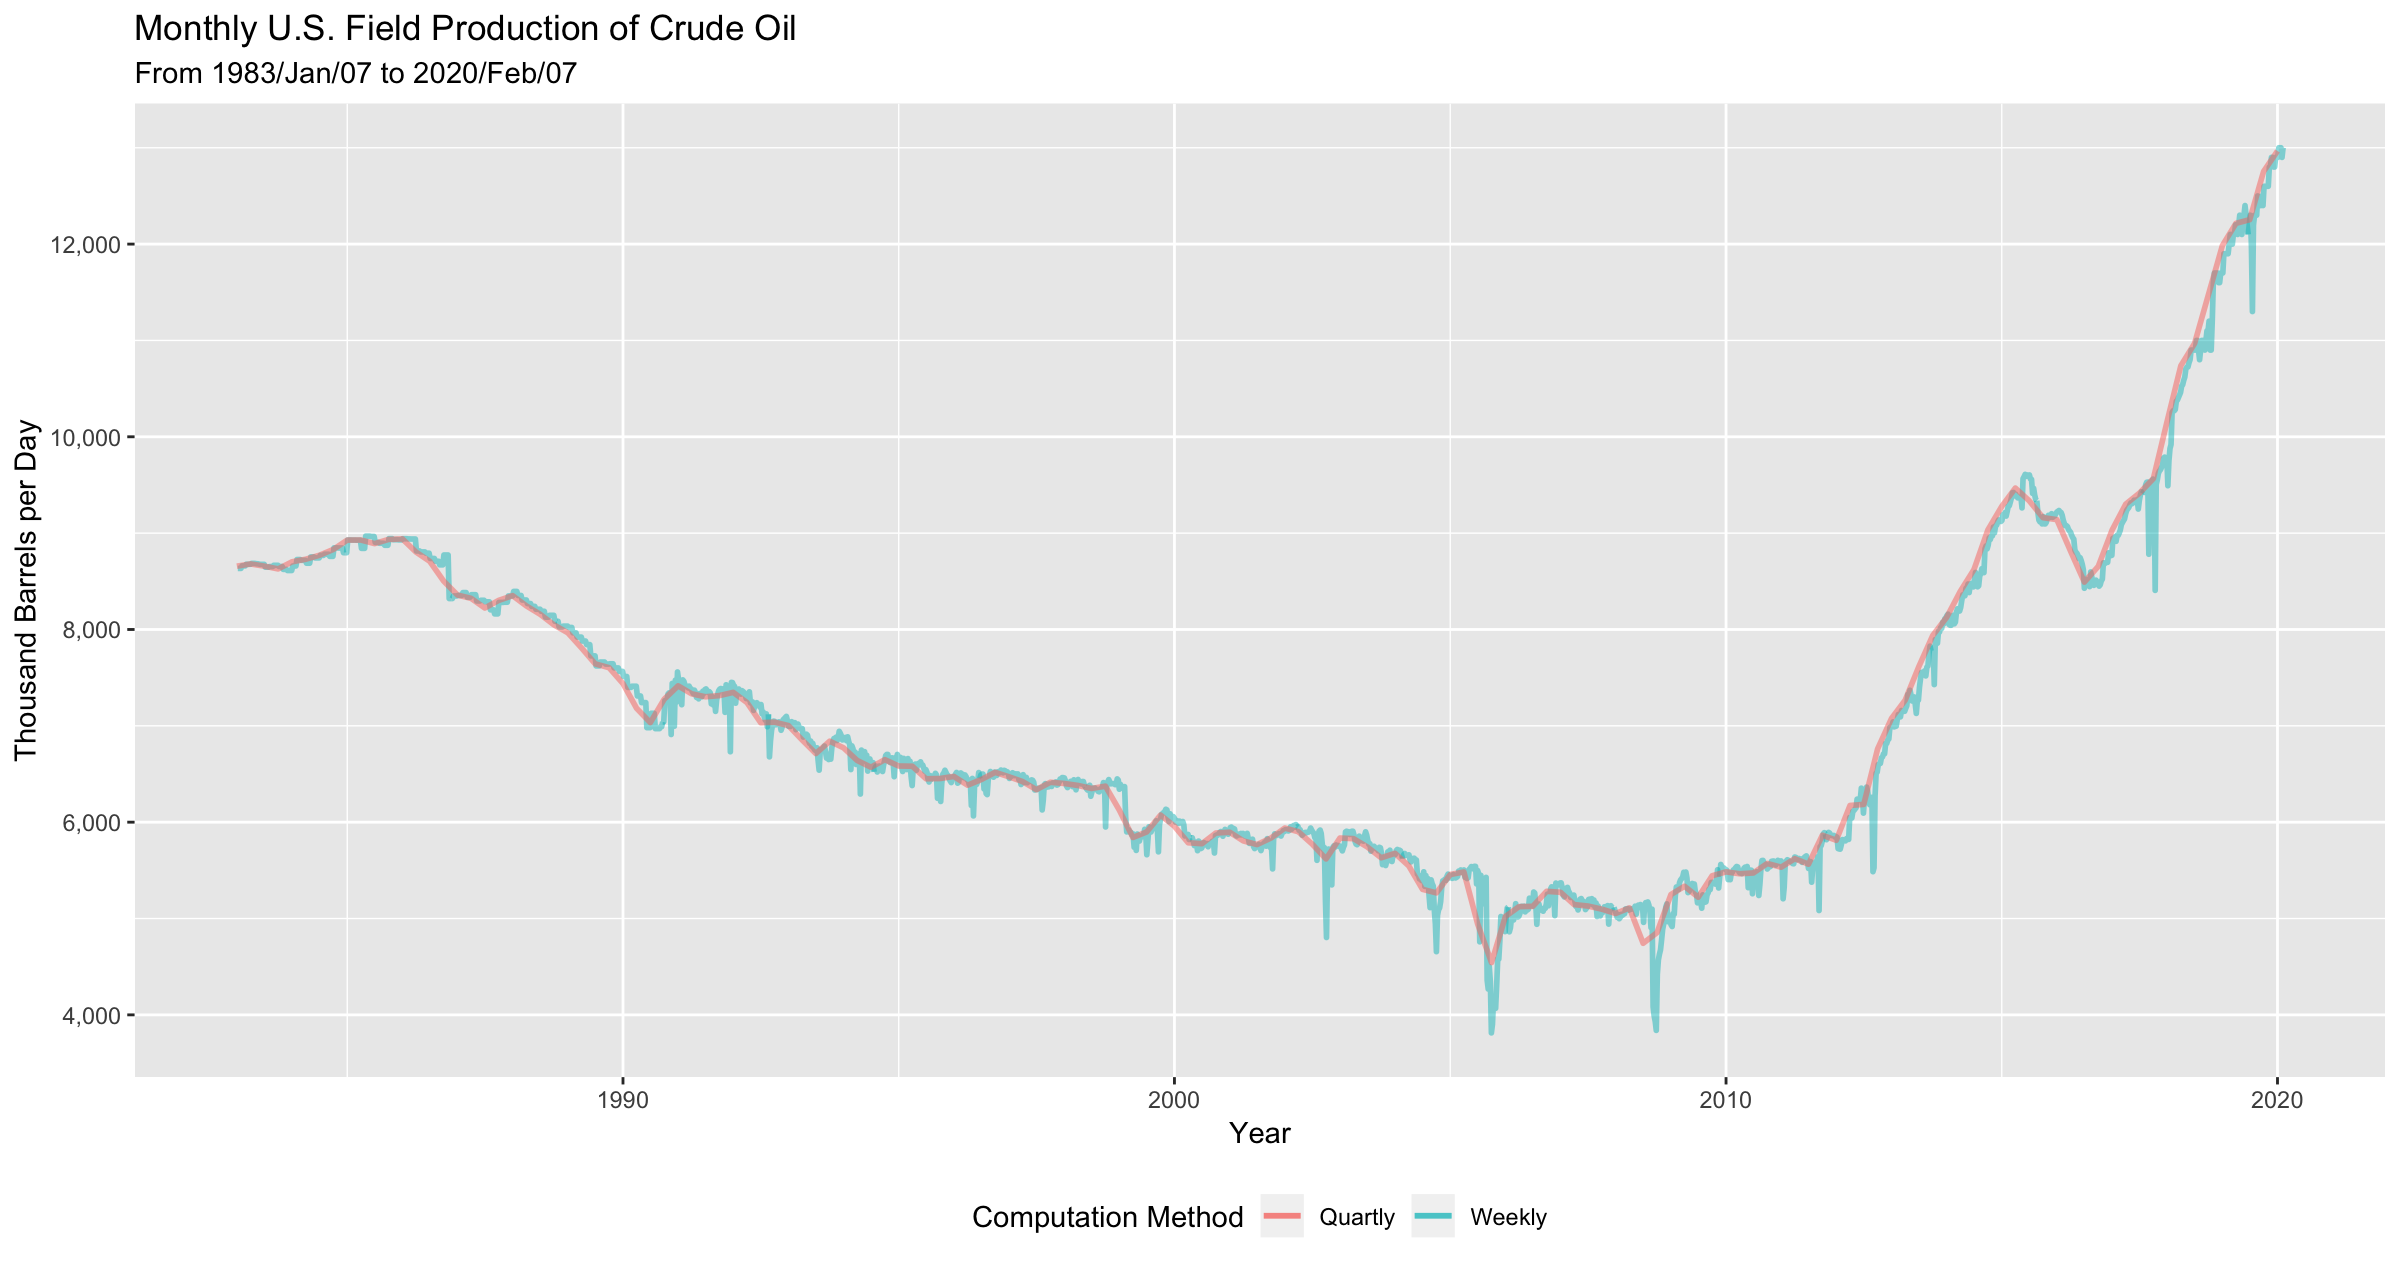 Monthly U.S. Field Production of Crude Oil
From 1983/Jan/07 to 2020/Feb/07
Thousand Barrels per Day
12,000
10,000
8,000
6,000
4,000
1990 2000 2010 2020
Year
Computation Method Quartly Weekly